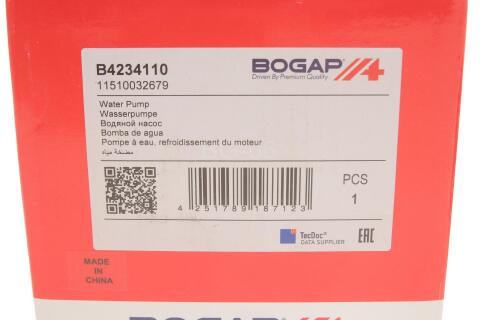 B4234110
11510032679
BOGAP
Driven By Premium Quality
Water Pump
Wasserpumpe
Водяной насос
Bomba de agua
Pompe à eau, refroidissement du moteur
مضخة مياه
PCS
1
4 251789 187123
TecDoc®
DATA SUPPLIER
EAC
MADE
IN
CHINA
BOGAP